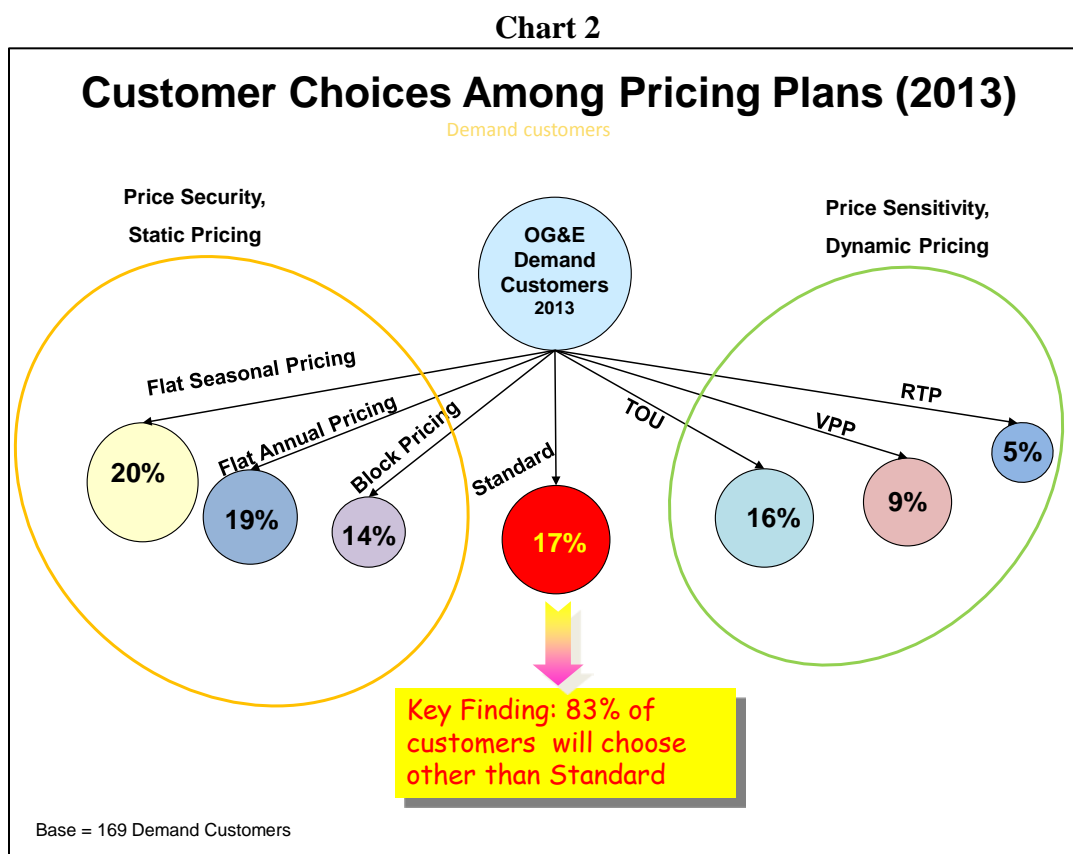 Chart 2
Customer Choices Among Pricing Plans (2013)
Demand customers
Price Security,
Static Pricing
OG&E
Demand
Customers
2013
Price Sensitivity,
Dynamic Pricing
Flat Seasonal Pricing
Flat Annual Pricing
Block Pricing
Standard
TOU
VPP
RTP
20%
19%
14%
17%
16%
9%
5%
Key Finding: 83% of
customers will choose
other than Standard
Base = 169 Demand Customers